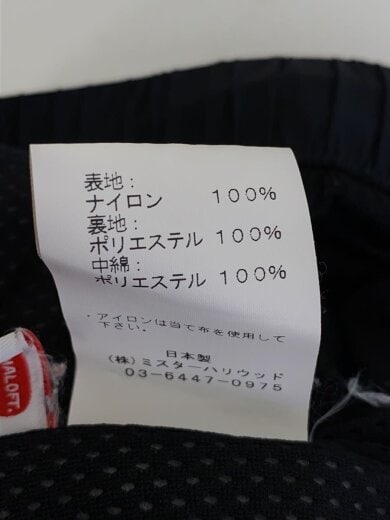 表地:
ナイロン 100%
裏地:
ポリエステル 100%
中綿:
ポリエステル 100%
・アイロンは当て布を使用して
下さい。
日本製
(株)ミスターハリウッド
03-6447-0975
ALOFT.